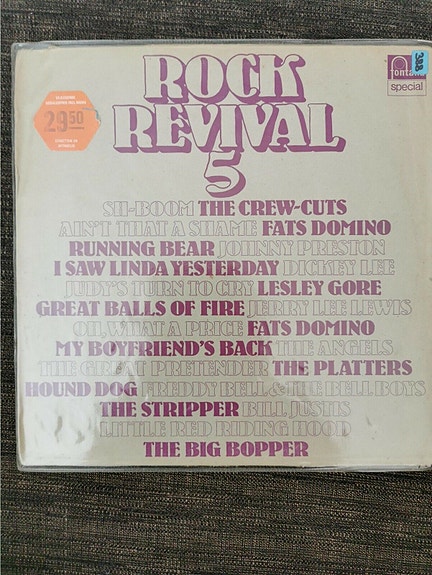 ROCK
REVIVAL
5
388
fontana
special
29.50
SH-BOOM THE CREW-CUTS
AIN'T THAT A SHAME FATS DOMINO
RUNNING BEAR JOHNNY PRESTON
I SAW LINDA YESTERDAY DICKEY LEE
JUDY'S TURN TO CRY LESLEY GORE
GREAT BALLS OF FIRE JERRY LEE LEWIS
OH, WHAT A PRICE FATS DOMINO
MY BOYFRIEND'S BACK THE ANGELS
THE GREAT PRETENDER THE PLATTERS
HOUND DOG FREDDY BELL & THE BELL BOYS
THE STRIPPER BILL JUSTIS
LITTLE RED RIDING HOOD
THE BIG BOPPER